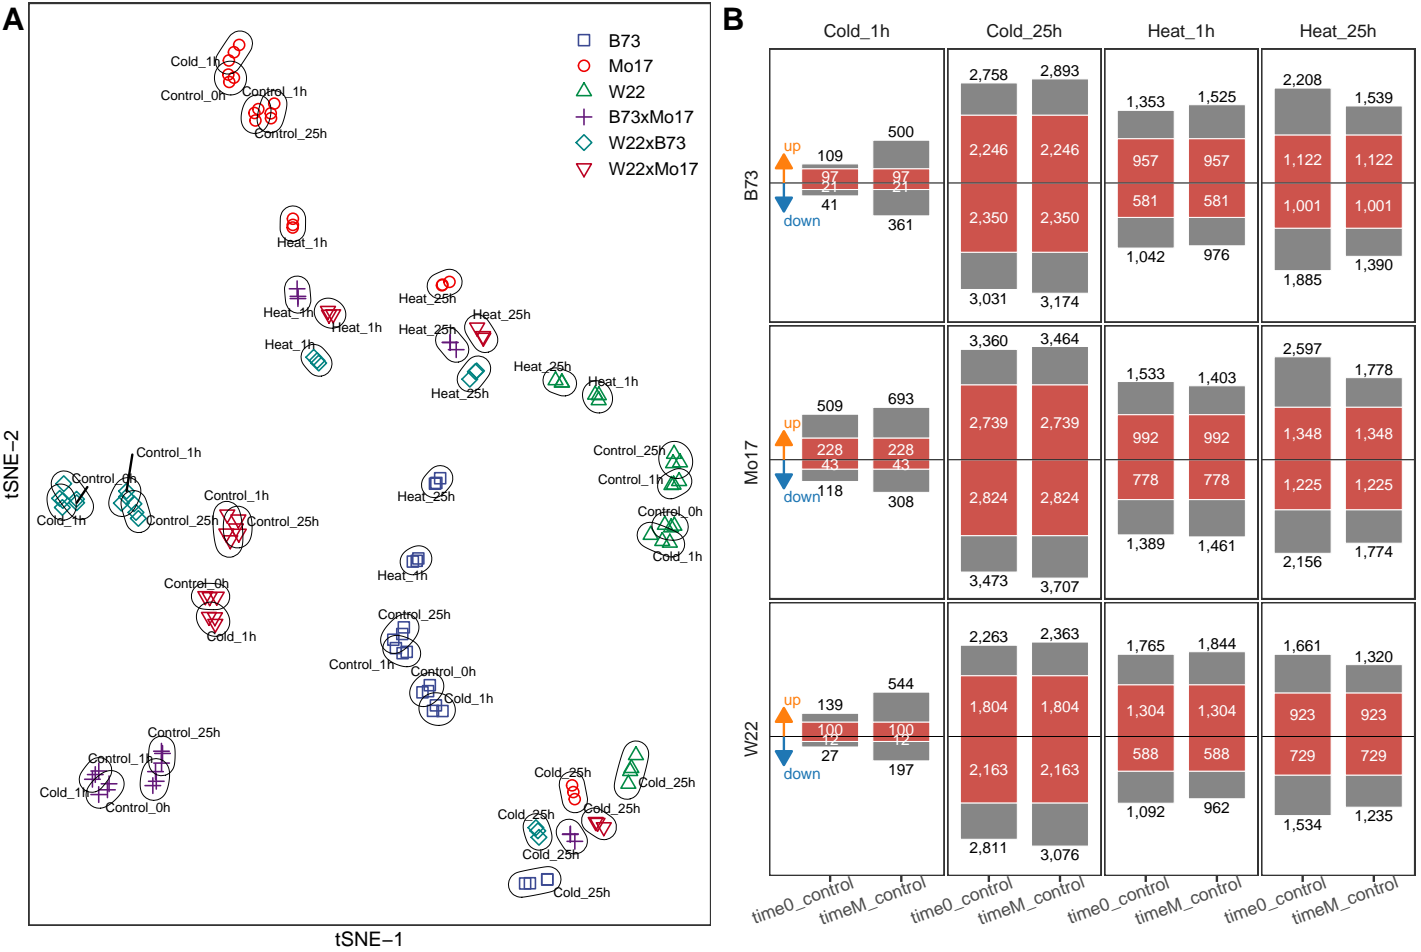 A
B73
Mo17
W22
B73xMo17
W22xB73
W22xMo17
Cold_1h
Control_0h
Control_1h
Control_25h
Heat_1h
Heat_1h
Heat_1h
Heat_1h
Heat_25h
Heat_25h
Heat_25h
Heat_25h
Heat_25h
Heat_1h
Control_25h
Control_1h
Control_0h
Cold_1h
Control_1h
Control_0h
Cold_1h
Control_25h
Control_1h
Control_25h
Heat_25h
Heat_1h
Control_0h
Cold_1h
Control_25h
Control_1h
Control_0h
Cold_1h
Control_25h
Control_1h
Cold_1h
Control_0h
Cold_25h
Cold_25h
Cold_25h
Cold_25h
Cold_25h
Cold_25h
tSNE−2
tSNE−1
B
Cold_1h Cold_25h Heat_1h Heat_25h
B73
up
down
109 500 2,758 2,893 1,353 1,525 2,208 1,539
97 97 2,246 2,246 957 957 1,122 1,122
21 21 2,350 2,350 581 581 1,001 1,001
41 361 3,031 3,174 1,042 976 1,885 1,390
Mo17
up
down
509 693 3,360 3,464 1,533 1,403 2,597 1,778
228 228 2,739 2,739 992 992 1,348 1,348
43 43 2,824 2,824 778 778 1,225 1,225
118 308 3,473 3,707 1,389 1,461 2,156 1,774
W22
up
down
139 544 2,263 2,363 1,765 1,844 1,661 1,320
100 100 1,804 1,804 1,304 1,304 923 923
12 12 2,163 2,163 588 588 729 729
27 197 2,811 3,076 1,092 962 1,534 1,235
time0_control timeM_control time0_control timeM_control time0_control timeM_control time0_control timeM_control